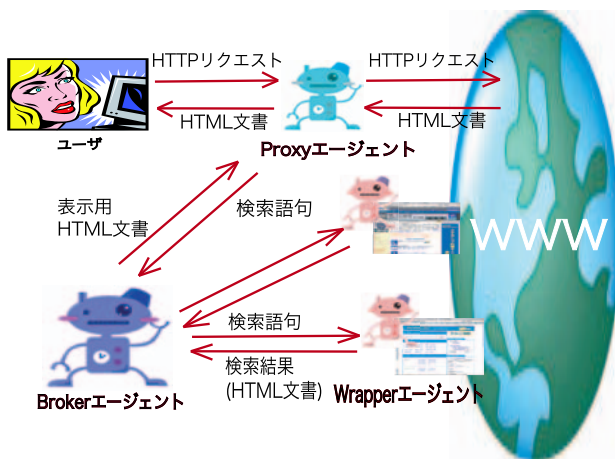 HTTPリクエスト
HTTPリクエスト
HTML文書
HTML文書
ユーザ
Proxyエージェント
表示用
HTML文書
検索語句
WWW
検索語句
検索結果
(HTML文書)
Brokerエージェント
Wrapperエージェント